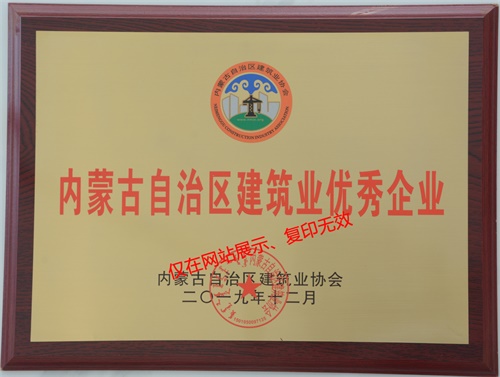 内蒙古自治区建筑业协会
内蒙古自治区建筑业优秀企业
仅在网站展示、复印无效
内蒙古自治区建筑业协会
二〇一九年十二月